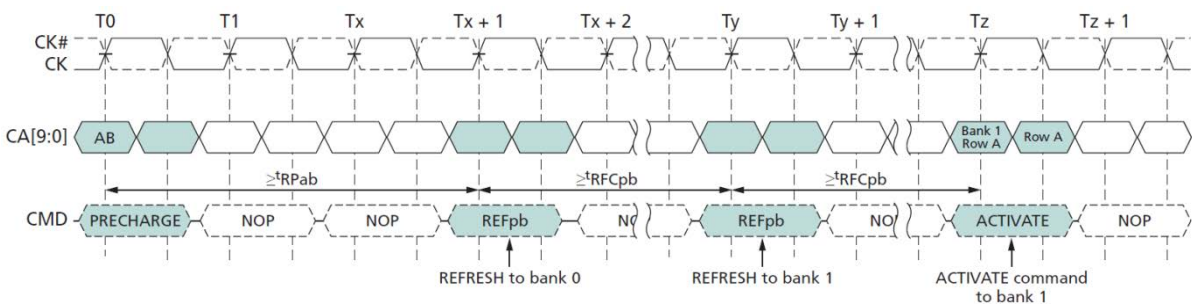 T0 T1 Tx Tx + 1 Tx + 2 Ty Ty + 1 Tz Tz + 1
CK#
CK
CA[9:0] AB Bank 1 Row A
Row A
≥tRPab ≥tRFCpb ≥tRFCpb
CMD PRECHARGE NOP NOP REFpb REFpb ACTIVATE NOP
REFRESH to bank 0 REFRESH to bank 1 ACTIVATE command
to bank 1